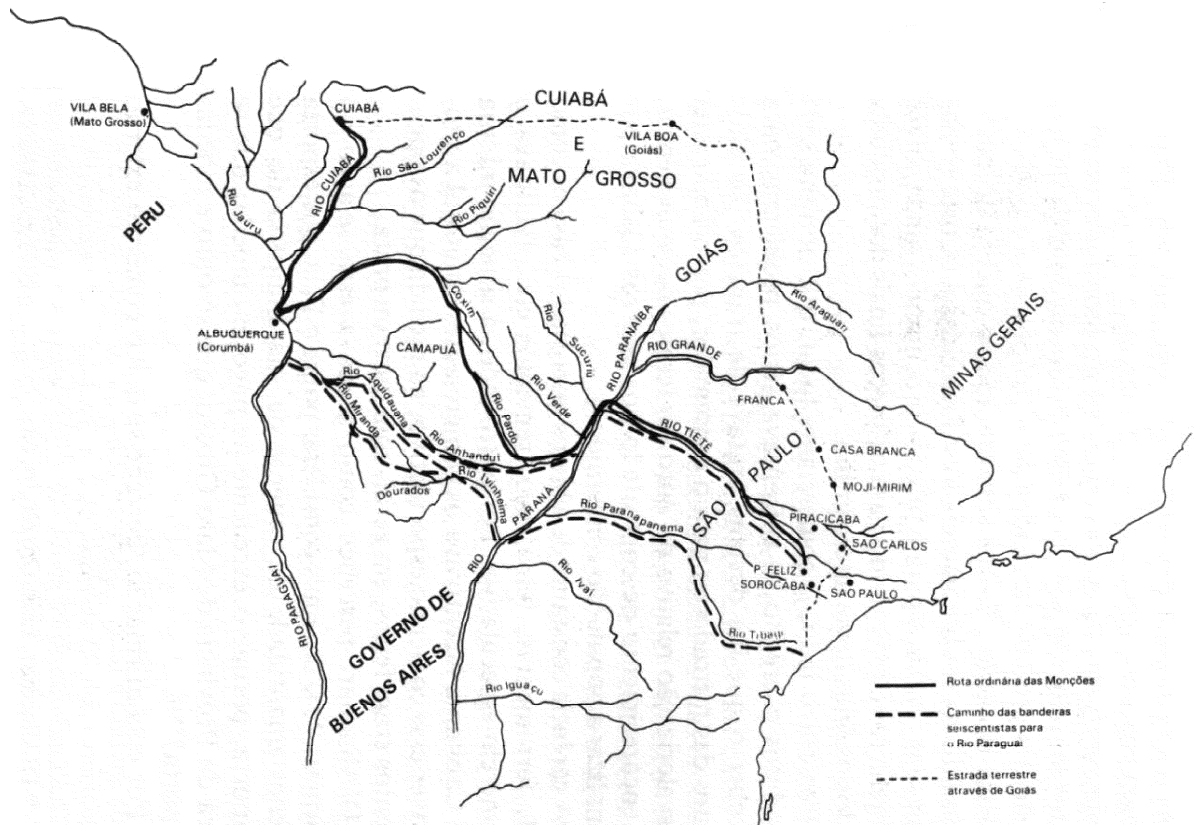 VILA BELA
(Mato Grosso)
CUIABÁ
CUIABÁ
E
MATO GROSSO
VILA BOA
(Goiás)
Rio São Lourenço
RIO CUIABÁ
Rio Piquiri
Rio Jauru
PERU
GOIÁS
Rio Araguari
MINAS GERAIS
ALBUQUERQUE
(Corumbá)
CAMAPUÁ
Coxim
Rio Sucuriú
RIO PARANAÍBA
RIO GRANDE
FRANCA
Rio Aquidauana
Rio Miranda
Rio Pardo
Rio Verde
RIO TIETÊ
SÃO PAULO
CASA BRANCA
MOJI-MIRIM
Rio Anhanduí
Rio Ivinheima
Dourados
RIO PARANÁ
Rio Paranapanema
PIRACICABA
SÃO CARLOS
P. FELIZ
SOROCABA
SAO PAULO
Rio Ivaí
RIO PARAGUAI
GOVERNO DE
BUENOS AIRES
Rio Iguaçu
Rio
Rota ordinária das Monções
Caminho das bandeiras
seiscentistas para
o Rio Paraguai
Estrada terrestre
através de Goiás